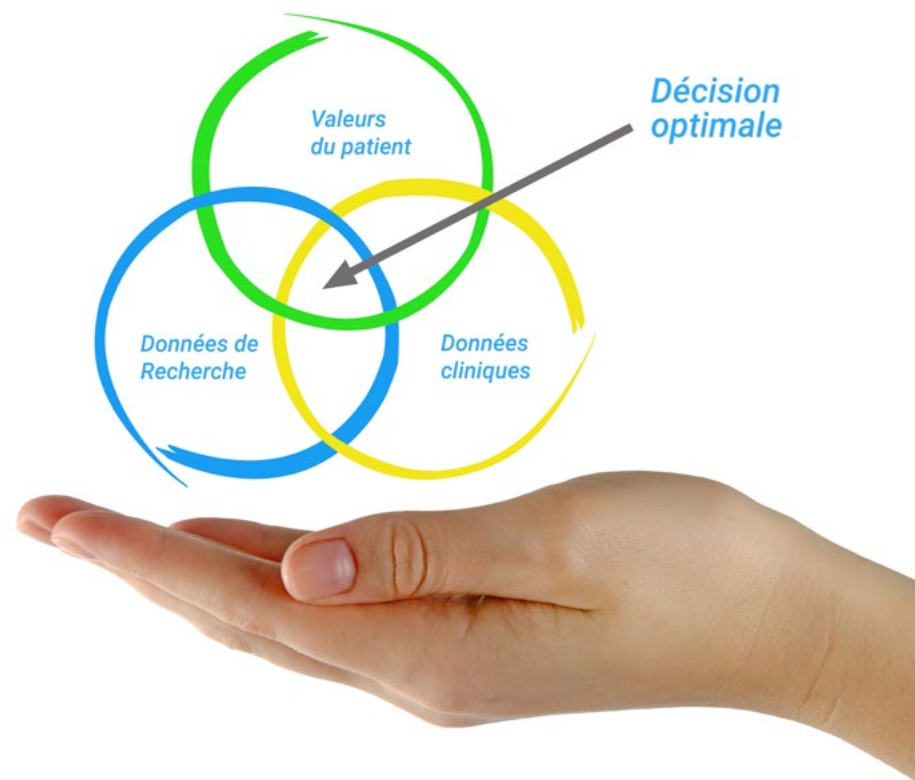 Décision
optimale
Valeurs
du patient
Données de
Recherche
Données
cliniques